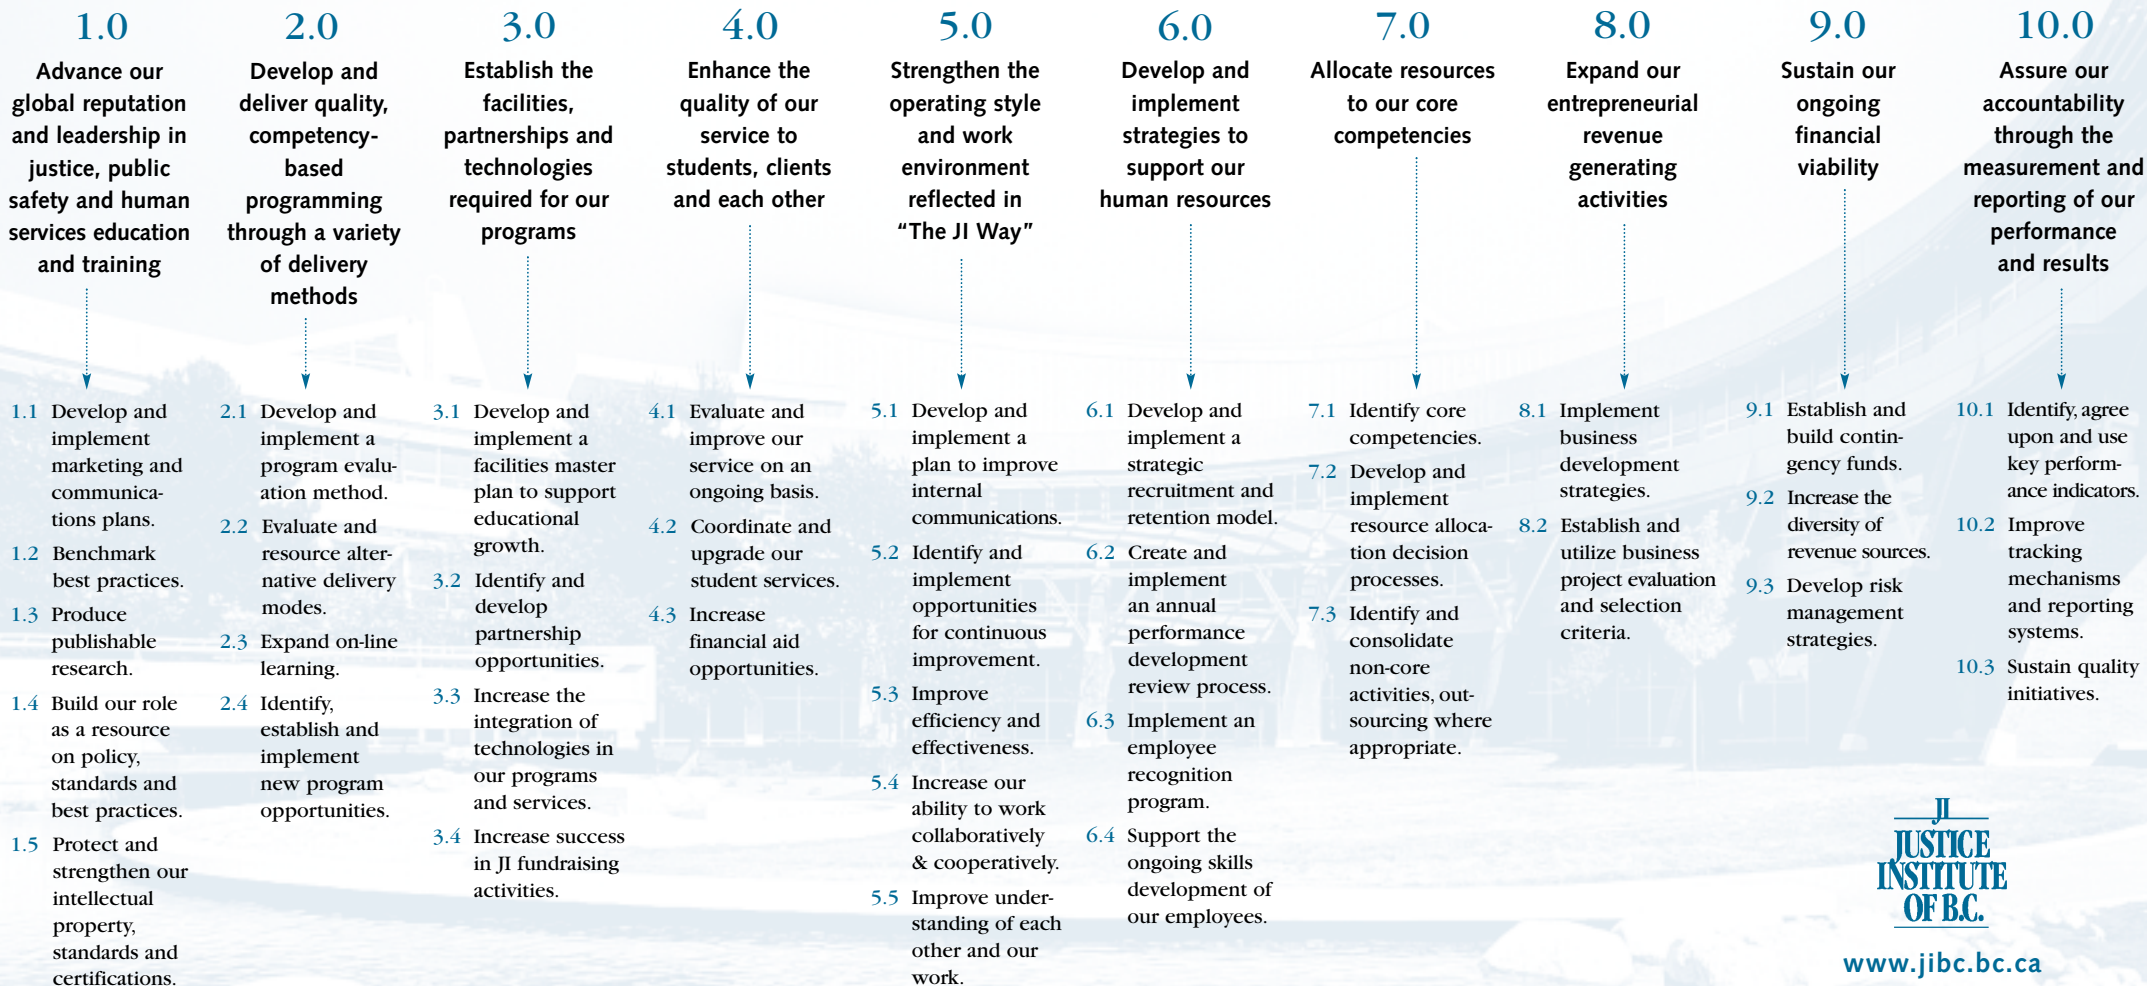 1.0
Advance our
global reputation
and leadership in
justice, public
safety and human
services education
and training
1.1 Develop and
implement
marketing and
communica-
tions plans.
1.2 Benchmark
best practices.
1.3 Produce
publishable
research.
1.4 Build our role
as a resource
on policy,
standards and
best practices.
1.5 Protect and
strengthen our
intellectual
property,
standards and
certifications.
2.0
Develop and
deliver quality,
competency-
based
programming
through a variety
of delivery
methods
2.1 Develop and
implement a
program evalu-
ation method.
2.2 Evaluate and
resource alter-
native delivery
modes.
2.3 Expand on-line
learning.
2.4 Identify,
establish and
implement
new program
opportunities.
3.0
Establish the
facilities,
partnerships and
technologies
required for our
programs
3.1 Develop and
implement a
facilities master
plan to support
educational
growth.
3.2 Identify and
develop
partnership
opportunities.
3.3 Increase the
integration of
technologies in
our programs
and services.
3.4 Increase success
in JI fundraising
activities.
4.0
Enhance the
quality of our
service to
students, clients
and each other
4.1 Evaluate and
improve our
service on an
ongoing basis.
4.2 Coordinate and
upgrade our
student services.
4.3 Increase
financial aid
opportunities.
5.0
Strengthen the
operating style
and work
environment
reflected in
“The JI Way”
5.1 Develop and
implement a
plan to improve
internal
communications.
5.2 Identify and
implement
opportunities
for continuous
improvement.
5.3 Improve
efficiency and
effectiveness.
5.4 Increase our
ability to work
collaboratively
& cooperatively.
5.5 Improve under-
standing of each
other and our
work.
6.0
Develop and
implement
strategies to
support our
human resources
6.1 Develop and
implement a
strategic
recruitment and
retention model.
6.2 Create and
implement
an annual
performance
development
review process.
6.3 Implement an
employee
recognition
program.
6.4 Support the
ongoing skills
development of
our employees.
7.0
Allocate resources
to our core
competencies
7.1 Identify core
competencies.
7.2 Develop and
implement
resource alloca-
tion decision
processes.
7.3 Identify and
consolidate
non-core
activities, out-
sourcing where
appropriate.
8.0
Expand our
entrepreneurial
revenue
generating
activities
8.1 Implement
business
development
strategies.
8.2 Establish and
utilize business
project evaluation
and selection
criteria.
9.0
Sustain our
ongoing
financial
viability
9.1 Establish and
build contin-
gency funds.
9.2 Increase the
diversity of
revenue sources.
9.3 Develop risk
management
strategies.
10.0
Assure our
accountability
through the
measurement and
reporting of our
performance
and results
10.1 Identify, agree
upon and use
key perform-
ance indicators.
10.2 Improve
tracking
mechanisms
and reporting
systems.
10.3 Sustain quality
initiatives.
JI
JUSTICE
INSTITUTE
OF B.C.
www.jibc.bc.ca